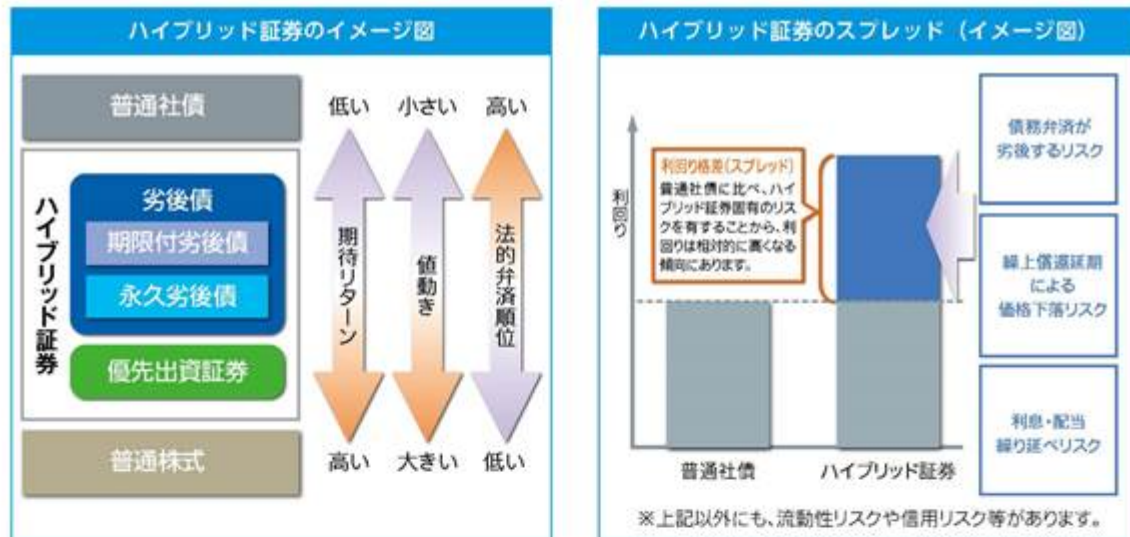 ハイブリッド証券のイメージ図
普通社債
低い 小さい 高い
ハイブリッド証券
劣後債
期限付劣後債
永久劣後債
優先出資証券
期待リターン
値動き
法的弁済順位
普通株式
高い 大きい 低い
ハイブリッド証券のスプレッド（イメージ図）
利回り
利回り格差（スプレッド）
普通社債に比べ、ハイ
ブリッド証券固有のリス
クを有することから、利
回りは相対的に高くなる
傾向にあります。
債務弁済が
劣後するリスク
繰上償還延期
による
価格下落リスク
利息・配当
繰り延べリスク
普通社債
ハイブリッド証券
※上記以外にも、流動性リスクや信用リスク等があります。